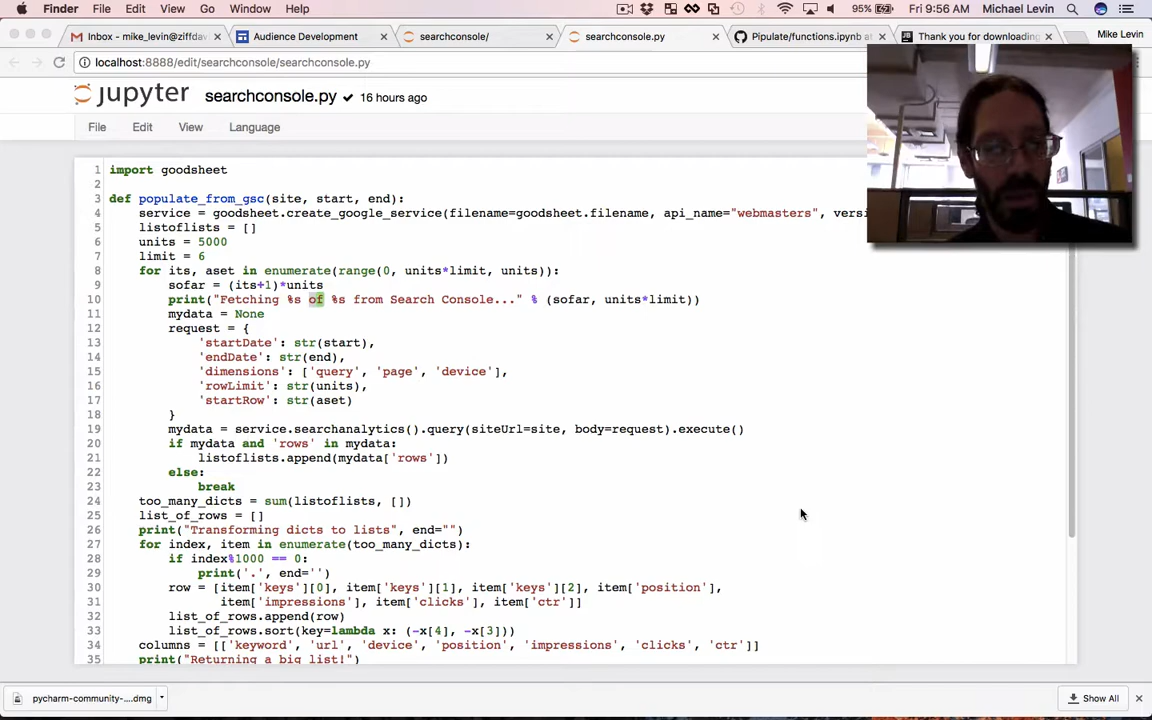 Finder File Edit View Go Window Help 95% Fri 9:56 AM Michael Levin
Inbox - mike_levin@ziffdav × Audience Development × searchconsole/ × searchconsole.py × Pipulate/functions.ipynb at × Thank you for downloading × Mike Levin
localhost:8888/edit/searchconsole/searchconsole.py
jupyter searchconsole.py ✔ 16 hours ago
File Edit View Language
1 import goodsheet
2
3 def populate_from_gsc(site, start, end):
4 service = goodsheet.create_google_service(filename=goodsheet.filename, api_name="webmasters", versi
5 listoflists = []
6 units = 5000
7 limit = 6
8 for its, aset in enumerate(range(0, units*limit, units)):
9 sofar = (its+1)*units
10 print("Fetching %s of %s from Search Console..." % (sofar, units*limit))
11 mydata = None
12 request = {
13 'startDate': str(start),
14 'endDate': str(end),
15 'dimensions': ['query', 'page', 'device'],
16 'rowLimit': str(units),
17 'startRow': str(aset)
18 }
19 mydata = service.searchanalytics().query(siteUrl=site, body=request).execute()
20 if mydata and 'rows' in mydata:
21 listoflists.append(mydata['rows'])
22 else:
23 break
24 too_many_dicts = sum(listoflists, [])
25 list_of_rows = []
26 print("Transforming dicts to lists", end="")
27 for index, item in enumerate(too_many_dicts):
28 if index%1000 == 0:
29 print('.', end='')
30 row = [item['keys'][0], item['keys'][1], item['keys'][2], item['position'],
31 item['impressions'], item['clicks'], item['ctr']]
32 list_of_rows.append(row)
33 list_of_rows.sort(key=lambda x: (-x[4], -x[3]))
34 columns = [['keyword', 'url', 'device', 'position', 'impressions', 'clicks', 'ctr']]
35 print("Returning a big list!")
pycharm-community-....dmg Show All ×